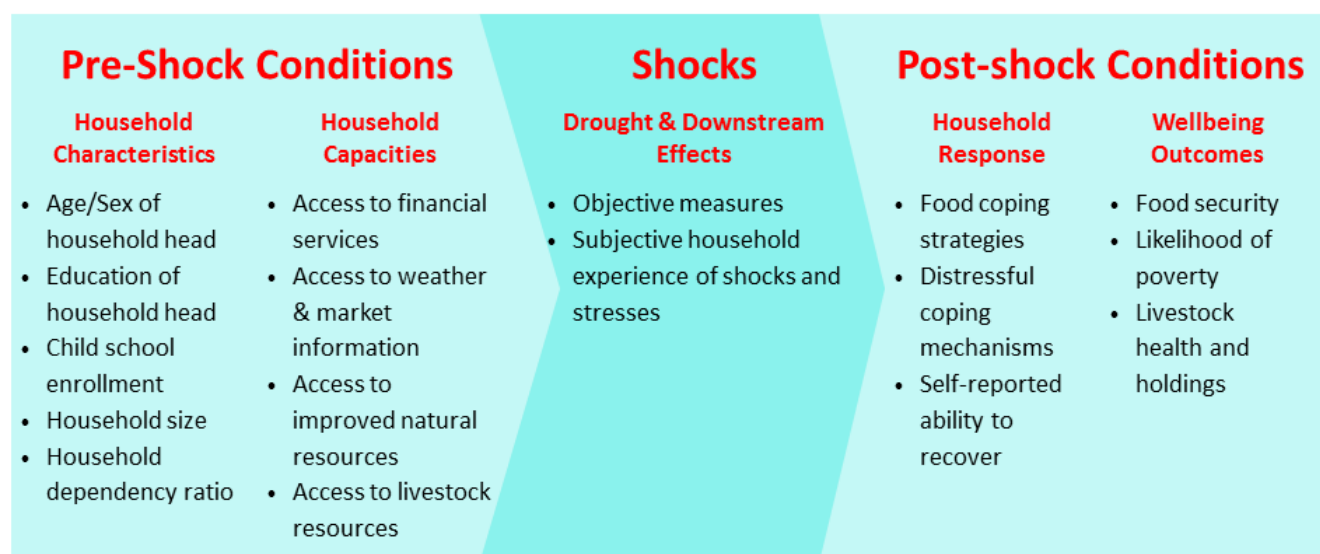 Pre-Shock Conditions
Household
Characteristics
• Age/Sex of
household head
• Education of
household head
• Child school
enrollment
• Household size
• Household
dependency ratio
Household
Capacities
• Access to financial
services
• Access to weather
& market
information
• Access to
improved natural
resources
• Access to livestock
resources
Shocks
Drought & Downstream
Effects
• Objective measures
• Subjective household
experience of shocks and
stresses
Post-shock Conditions
Household
Response
• Food coping
strategies
• Distressful
coping
mechanisms
• Self-reported
ability to
recover
Wellbeing
Outcomes
• Food security
• Likelihood of
poverty
• Livestock
health and
holdings